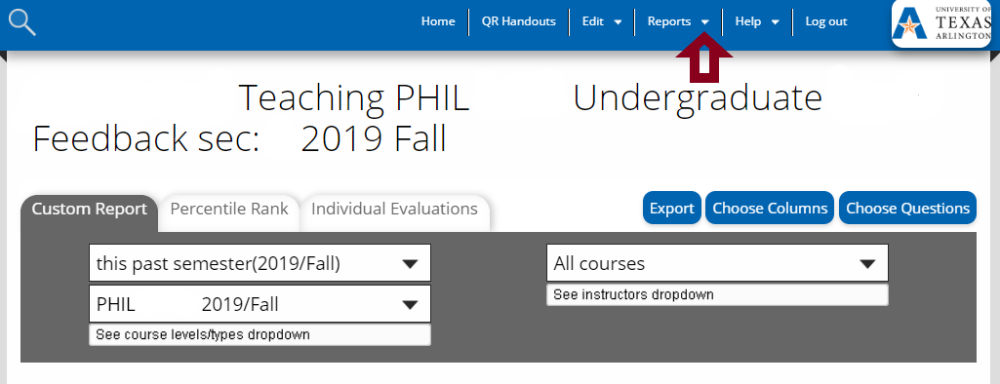 Home QR Handouts Edit Reports Help Log out
UNIVERSITY OF
TEXAS
ARLINGTON
Teaching PHIL Undergraduate
Feedback sec: 2019 Fall
Custom Report Percentile Rank Individual Evaluations Export Choose Columns Choose Questions
this past semester(2019/Fall) All courses
See instructors dropdown
PHIL 2019/Fall
See course levels/types dropdown